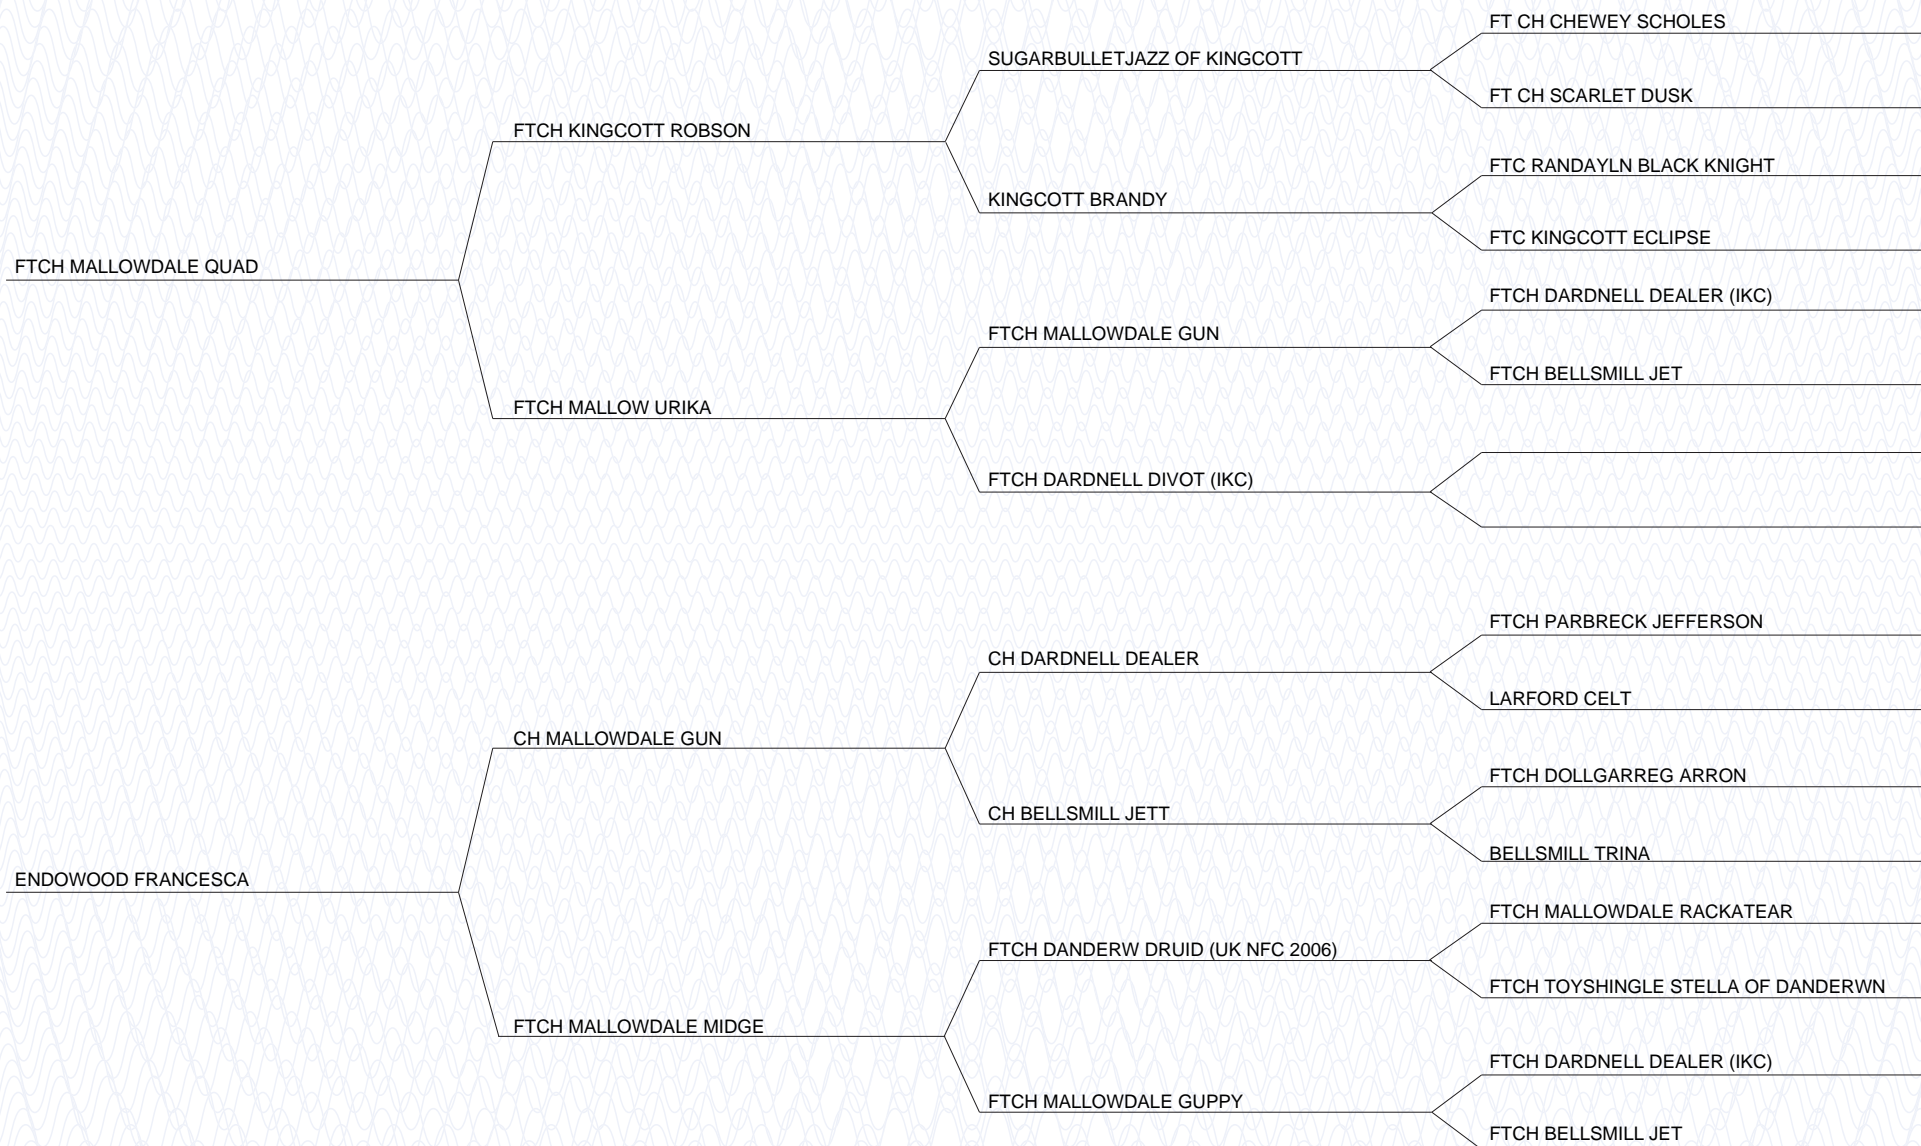 FT CH CHEWEY SCHOLES
SUGARBULLETJAZZ OF KINGCOTT
FT CH SCARLET DUSK
FTCH KINGCOTT ROBSON
FTC RANDAYLN BLACK KNIGHT
KINGCOTT BRANDY
FTC KINGCOTT ECLIPSE
FTCH MALLOWDALE QUAD
FTCH DARDNELL DEALER (IKC)
FTCH MALLOWDALE GUN
FTCH BELLSMILL JET
FTCH MALLOW URIKA
FTCH DARDNELL DIVOT (IKC)
FTCH PARBRECK JEFFERSON
CH DARDNELL DEALER
LARFORD CELT
CH MALLOWDALE GUN
FTCH DOLLGARREG ARRON
CH BELLSMILL JETT
BELLSMILL TRINA
ENDOWOOD FRANCESCA
FTCH MALLOWDALE RACKATEAR
FTCH DANDERW DRUID (UK NFC 2006)
FTCH TOYSHINGLE STELLA OF DANDERWN
FTCH MALLOWDALE MIDGE
FTCH DARDNELL DEALER (IKC)
FTCH MALLOWDALE GUPPY
FTCH BELLSMILL JET